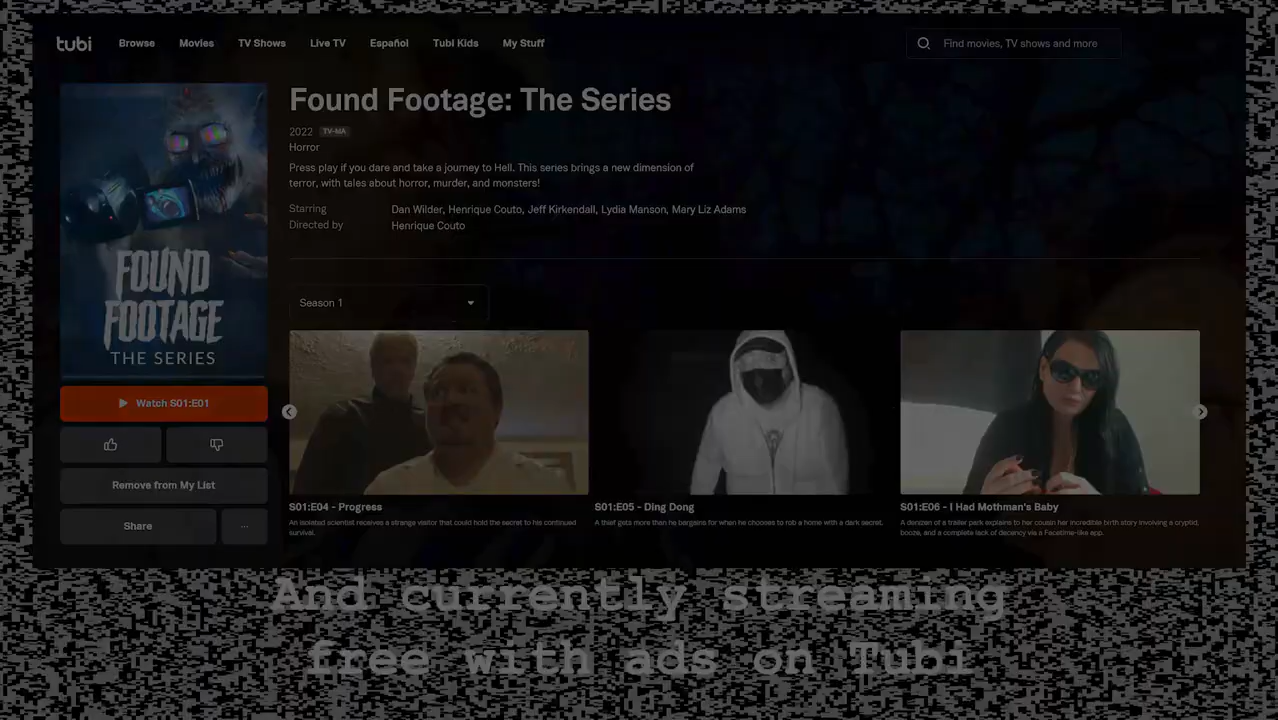 tubi Browse Movies TV Shows Live TV Español Tubi Kids My Stuff Find movies, TV shows and more
Found Footage: The Series
2022 TV-MA
Horror
Press play if you dare and take a journey to Hell. This series brings a new dimension of
terror, with tales about horror, murder, and monsters!
Starring Dan Wilder, Henrique Couto, Jeff Kirkendall, Lydia Manson, Mary Liz Adams
Directed by Henrique Couto
FOUND
FOOTAGE
THE SERIES
Season 1
Watch S01:E01
Remove from My List
Share ...
S01:E04 - Progress
An isolated scientist receives a strange visitor that could hold the secret to his continued
survival.
S01:E05 - Ding Dong
A thief gets more than he bargains for when he chooses to rob a home with a dark secret.
S01:E06 - I Had Mothman's Baby
A denizen of a trailer park explains to her cousin her incredible birth story involving a cryptid,
booze, and a complete lack of decency via a Facetime-like app.
And currently streaming
free with ads on Tubi